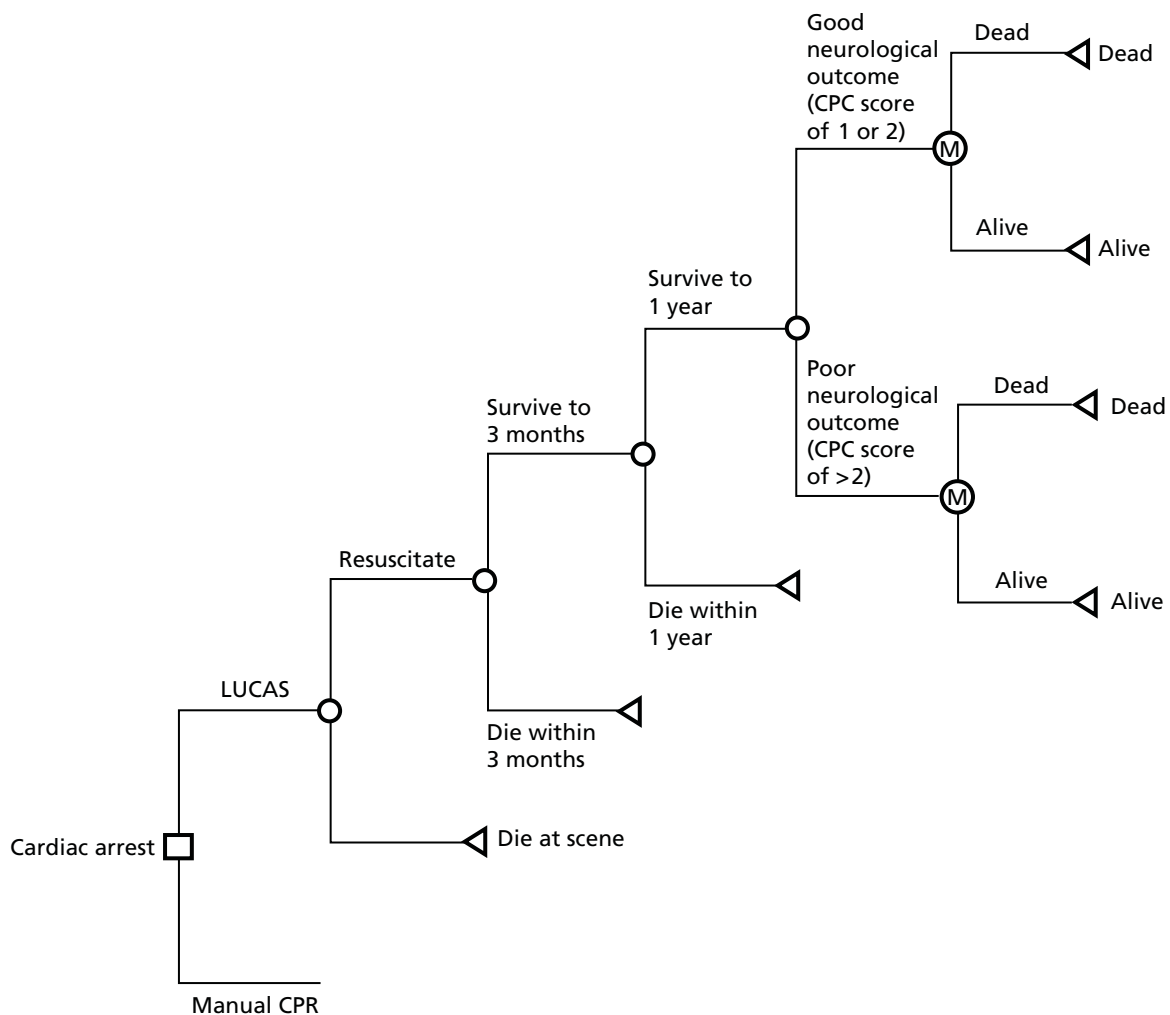 Good
neurological
outcome
(CPC score
of 1 or 2)
Dead
Dead
M
Alive
Alive
Survive to
1 year
Poor
neurological
outcome
(CPC score
of >2)
Dead
Dead
M
Alive
Alive
Survive to
3 months
Die within
1 year
Resuscitate
Die within
3 months
LUCAS
Die at scene
Cardiac arrest
Manual CPR